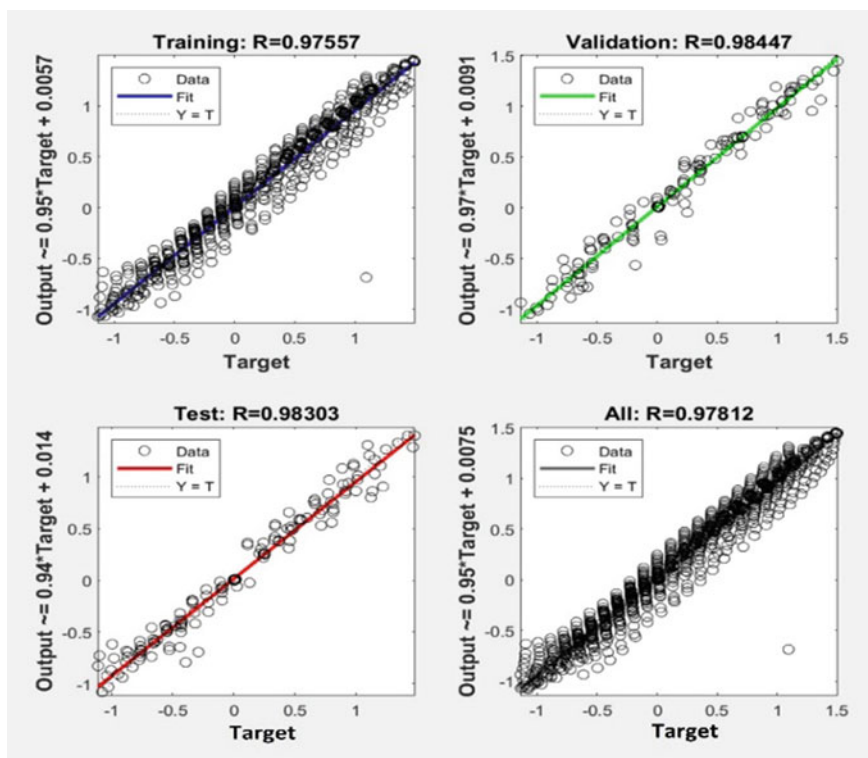 Training: R=0.97557
Output ~= 0.95*Target + 0.0057
Data
Fit
Y = T
1
0.5
0
-0.5
-1
-1
-0.5
0
0.5
1
Target
Validation: R=0.98447
Output ~= 0.97*Target + 0.0091
Data
Fit
Y = T
1.5
1
0.5
0
-0.5
-1
-1
-0.5
0
0.5
1
1.5
Target
Test: R=0.98303
Output ~= 0.94*Target + 0.014
Data
Fit
Y = T
1
0.5
0
-0.5
-1
-1
-0.5
0
0.5
1
Target
All: R=0.97812
Output ~= 0.95*Target + 0.0075
Data
Fit
Y = T
1.5
1
0.5
0
-0.5
-1
-1
-0.5
0
0.5
1
1.5
Target